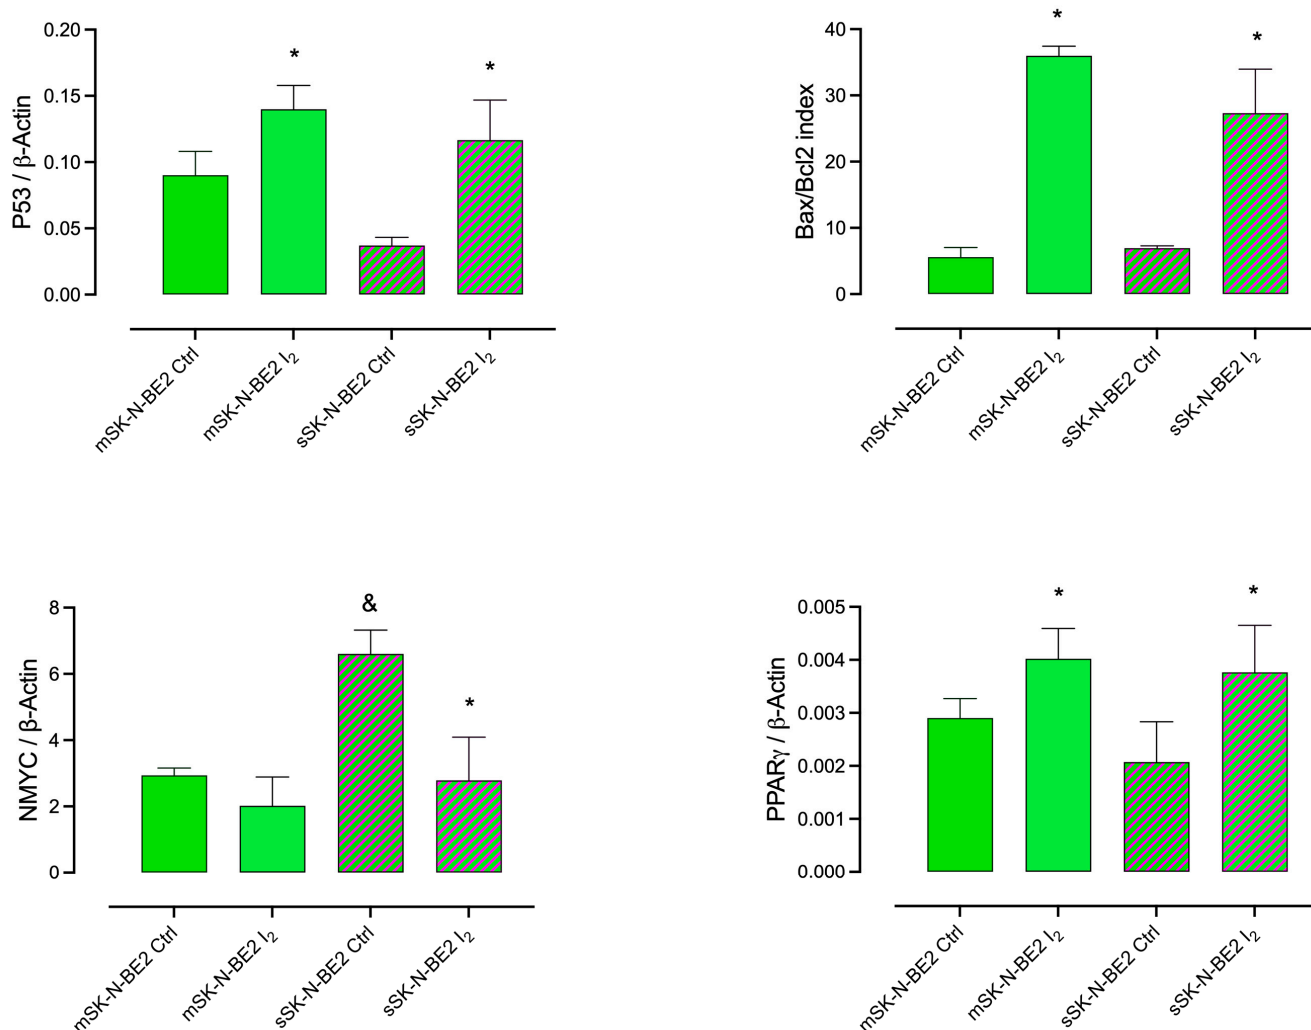 P53 / β-Actin
0.20
0.15
0.10
0.05
0.00
*
*
mSK-N-BE2 Ctrl
mSK-N-BE2 I₂
sSK-N-BE2 Ctrl
sSK-N-BE2 I₂
Bax/Bcl2 index
40
30
20
10
0
*
*
mSK-N-BE2 Ctrl
mSK-N-BE2 I₂
sSK-N-BE2 Ctrl
sSK-N-BE2 I₂
NMYC / β-Actin
8
6
4
2
0
&
*
mSK-N-BE2 Ctrl
mSK-N-BE2 I₂
sSK-N-BE2 Ctrl
sSK-N-BE2 I₂
PPARγ / β-Actin
0.005
0.004
0.003
0.002
0.001
0.000
*
*
mSK-N-BE2 Ctrl
mSK-N-BE2 I₂
sSK-N-BE2 Ctrl
sSK-N-BE2 I₂